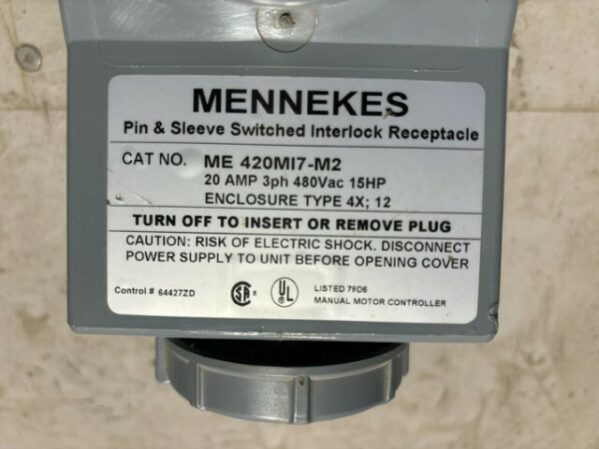 MENNEKES
Pin & Sleeve Switched Interlock Receptacle
CAT NO. ME 420MI7-M2
20 AMP 3ph 480Vac 15HP
ENCLOSURE TYPE 4X; 12
TURN OFF TO INSERT OR REMOVE PLUG
CAUTION: RISK OF ELECTRIC SHOCK. DISCONNECT
POWER SUPPLY TO UNIT BEFORE OPENING COVER
Control # 64427ZD
SA ®
UL
LISTED 79D6
MANUAL MOTOR CONTROLLER